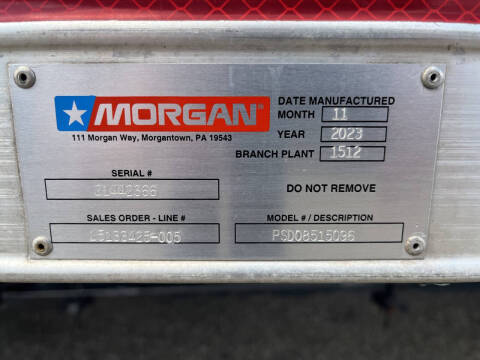 MORGAN®
111 Morgan Way, Morgantown, PA 19543
DATE MANUFACTURED
MONTH 11
YEAR 2023
BRANCH PLANT 1512
SERIAL #
DO NOT REMOVE
SALES ORDER - LINE #
MODEL # / DESCRIPTION
PSD08515096